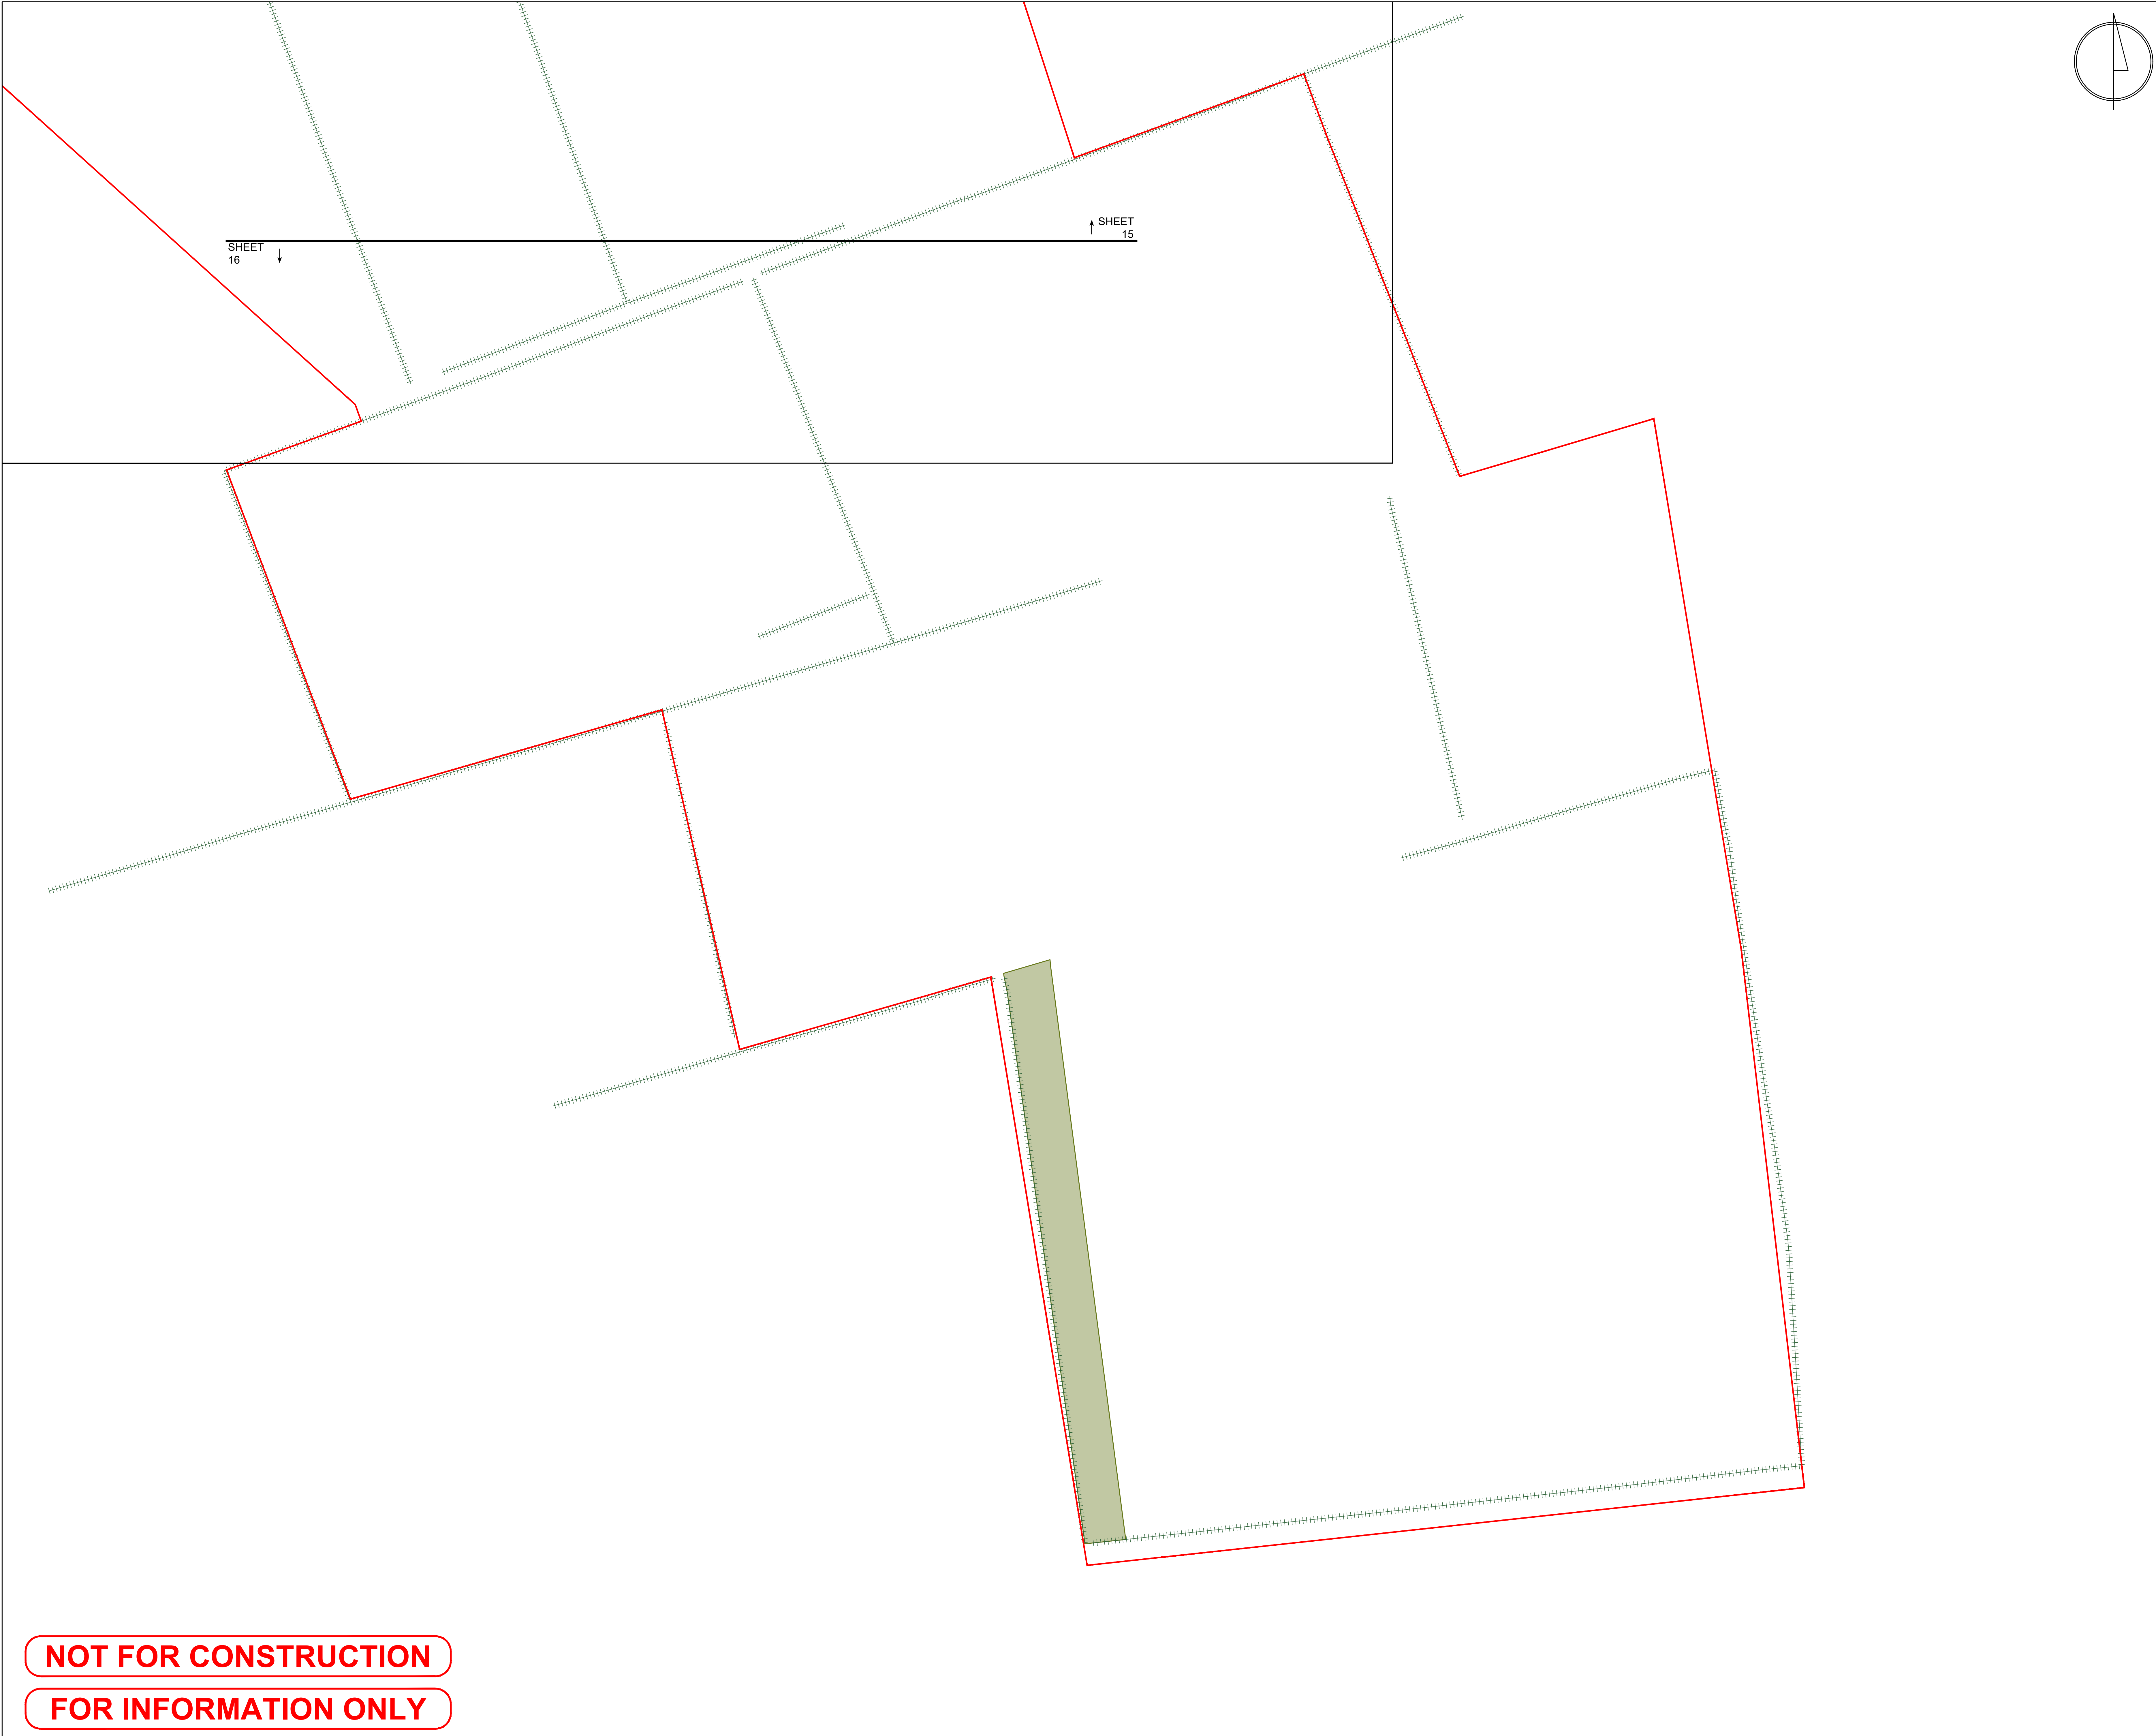 SHEET
15
SHEET
16
NOT FOR CONSTRUCTION
FOR INFORMATION ONLY